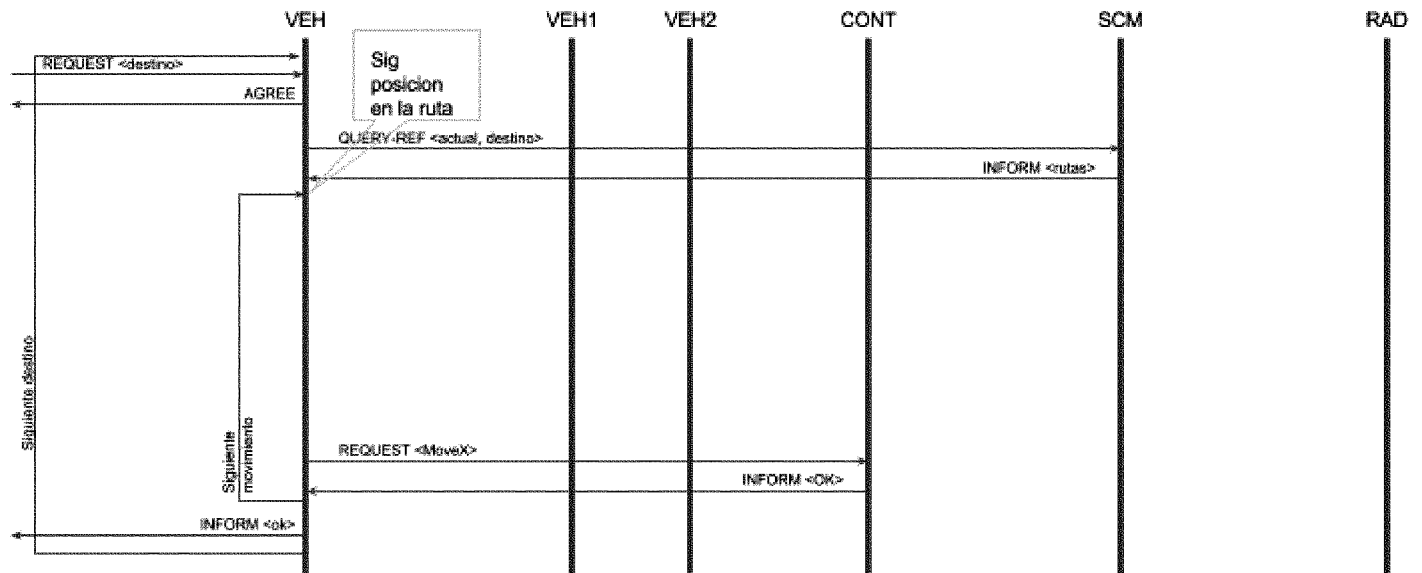 VEH VEH1 VEH2 CONT SCM RAD
REQUEST <destino>
AGREE
Sig
posicion
en la ruta
QUERY-REF <actual, destino>
INFORM <rutas>
Siguiente destino
Siguiente
movimiento
REQUEST <MoveX>
INFORM <OK>
INFORM <ok>